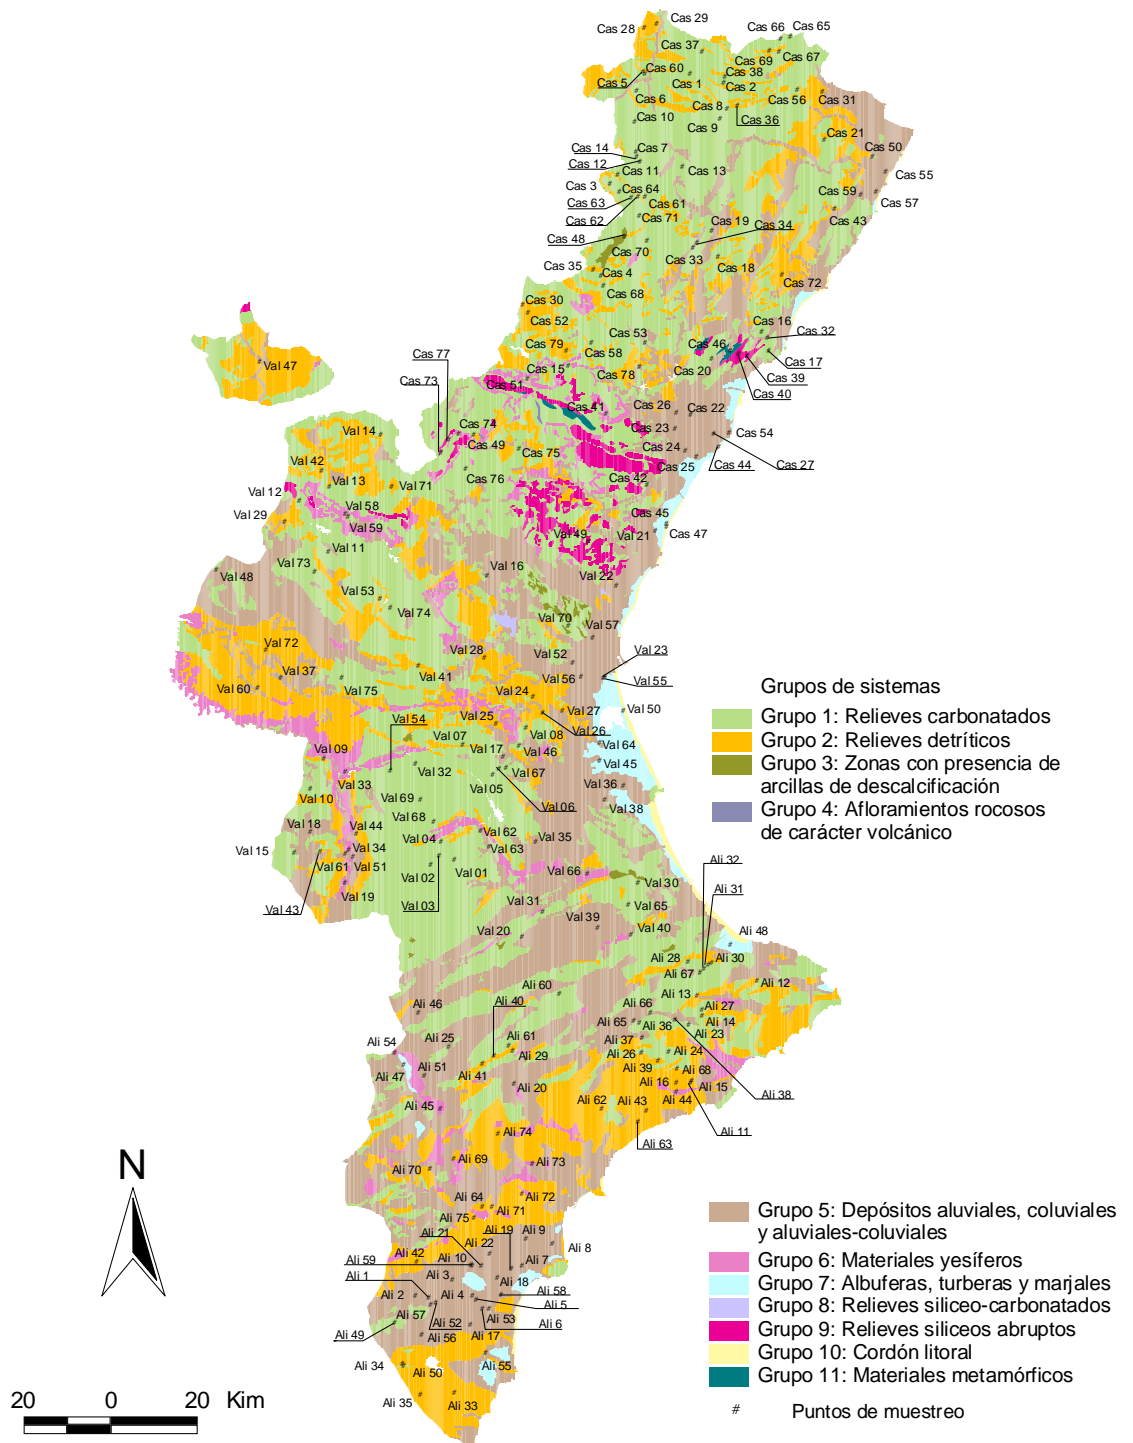 Cas 29
Cas 28
Cas 66
Cas 65
Cas 37
Cas 69
Cas 67
Cas 60
Cas 38
Cas 5
Cas 1
Cas 2
Cas 6
Cas 56
Cas 31
Cas 8
Cas 10
Cas 36
Cas 9
Cas 21
Cas 14
Cas 7
Cas 50
Cas 12
Cas 11
Cas 13
Cas 55
Cas 3
Cas 64
Cas 59
Cas 63
Cas 61
Cas 57
Cas 62
Cas 71
Cas 19
Cas 34
Cas 43
Cas 48
Cas 70
Cas 33
Cas 35
Cas 4
Cas 18
Cas 72
Cas 68
Cas 30
Cas 52
Cas 16
Cas 53
Cas 32
Cas 79
Cas 58
Cas 46
Cas 17
Val 47
Cas 77
Cas 15
Cas 78
Cas 20
Cas 39
Cas 73
Cas 51
Cas 40
Cas 41
Cas 26
Cas 22
Cas 74
Cas 23
Cas 54
Val 14
Cas 49
Cas 75
Cas 24
Val 42
Cas 76
Cas 25
Cas 44
Cas 27
Val 13
Val 71
Cas 42
Val 12
Val 58
Val 29
Val 59
Cas 45
Val 49
Val 21
Cas 47
Val 11
Val 73
Val 16
Val 48
Val 22
Val 53
Val 74
Val 70
Val 57
Val 72
Val 28
Val 52
Val 23
Val 37
Val 41
Val 56
Val 55
Val 60
Val 75
Val 24
Val 54
Val 25
Val 27
Val 50
Val 26
Val 07
Val 08
Val 09
Val 17
Val 46
Val 64
Val 32
Val 67
Val 45
Val 33
Val 05
Val 36
Val 10
Val 69
Val 06
Val 38
Val 18
Val 68
Val 44
Val 62
Val 04
Val 35
Val 15
Val 34
Val 63
Val 61
Val 51
Val 02
Val 01
Val 66
Val 30
Val 19
Val 43
Val 03
Val 31
Val 65
Val 39
Val 20
Val 40
Ali 32
Ali 31
Ali 48
Ali 28
Ali 30
Ali 67
Ali 12
Ali 60
Ali 13
Ali 46
Ali 40
Ali 66
Ali 27
Ali 65
Ali 36
Ali 14
Ali 23
Ali 54
Ali 25
Ali 61
Ali 37
Ali 29
Ali 26
Ali 24
Ali 51
Ali 39
Ali 68
Ali 47
Ali 41
Ali 20
Ali 16
Ali 15
Ali 38
Ali 45
Ali 62
Ali 43
Ali 44
Ali 74
Ali 11
Ali 63
Ali 69
Ali 73
Ali 70
Ali 64
Ali 72
Ali 71
Ali 75
Ali 21
Ali 19
Ali 9
Ali 22
Ali 8
Ali 42
Ali 59
Ali 10
Ali 7
Ali 1
Ali 3
Ali 18
Ali 2
Ali 4
Ali 58
Ali 5
Ali 57
Ali 52
Ali 53
Ali 6
Ali 49
Ali 56
Ali 17
Ali 34
Ali 50
Ali 55
Ali 35
Ali 33
Grupos de sistemas
Grupo 1: Relieves carbonatados
Grupo 2: Relieves detríticos
Grupo 3: Zonas con presencia de
arcillas de descalcificación
Grupo 4: Afloramientos rocosos
de carácter volcánico
Grupo 5: Depósitos aluviales, coluviales
y aluviales-coluviales
Grupo 6: Materiales yesíferos
Grupo 7: Albuferas, turberas y marjales
Grupo 8: Relieves siliceo-carbonatados
Grupo 9: Relieves siliceos abruptos
Grupo 10: Cordón litoral
Grupo 11: Materiales metamórficos
# Puntos de muestreo
N
20 0 20 Km